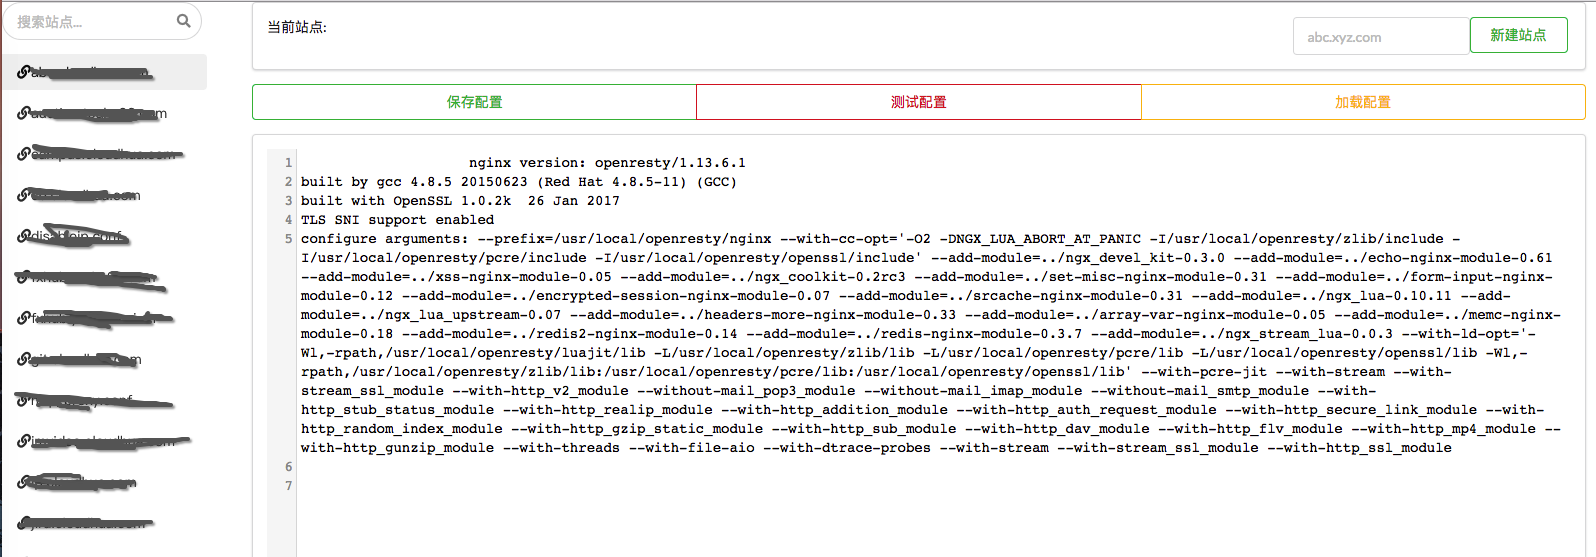 搜索站点...
当前站点:
abc.xyz.com
新建站点
保存配置
测试配置
加载配置
1 nginx version: openresty/1.13.6.1
2 built by gcc 4.8.5 20150623 (Red Hat 4.8.5-11) (GCC)
3 built with OpenSSL 1.0.2k  26 Jan 2017
4 TLS SNI support enabled
5 configure arguments: --prefix=/usr/local/openresty/nginx --with-cc-opt='-O2 -DNGX_LUA_ABORT_AT_PANIC -I/usr/local/openresty/zlib/include -
I/usr/local/openresty/pcre/include -I/usr/local/openresty/openssl/include' --add-module=../ngx_devel_kit-0.3.0 --add-module=../echo-nginx-module-0.61
--add-module=../xss-nginx-module-0.05 --add-module=../ngx_coolkit-0.2rc3 --add-module=../set-misc-nginx-module-0.31 --add-module=../form-input-nginx-
module-0.12 --add-module=../encrypted-session-nginx-module-0.07 --add-module=../srcache-nginx-module-0.31 --add-module=../ngx_lua-0.10.11 --add-
module=../ngx_lua_upstream-0.07 --add-module=../headers-more-nginx-module-0.33 --add-module=../array-var-nginx-module-0.05 --add-module=../memc-nginx-
module-0.18 --add-module=../redis2-nginx-module-0.14 --add-module=../redis-nginx-module-0.3.7 --add-module=../ngx_stream_lua-0.0.3 --with-ld-opt='-
Wl,-rpath,/usr/local/openresty/luajit/lib -L/usr/local/openresty/zlib/lib -L/usr/local/openresty/pcre/lib -L/usr/local/openresty/openssl/lib -Wl,-
rpath,/usr/local/openresty/zlib/lib:/usr/local/openresty/pcre/lib:/usr/local/openresty/openssl/lib' --with-pcre-jit --with-stream --with-
stream_ssl_module --with-http_v2_module --without-mail_pop3_module --without-mail_imap_module --without-mail_smtp_module --with-
http_stub_status_module --with-http_realip_module --with-http_addition_module --with-http_auth_request_module --with-http_secure_link_module --with-
http_random_index_module --with-http_gzip_static_module --with-http_sub_module --with-http_dav_module --with-http_flv_module --with-http_mp4_module --
with-http_gunzip_module --with-threads --with-file-aio --with-dtrace-probes --with-stream --with-stream_ssl_module --with-http_ssl_module
6
7